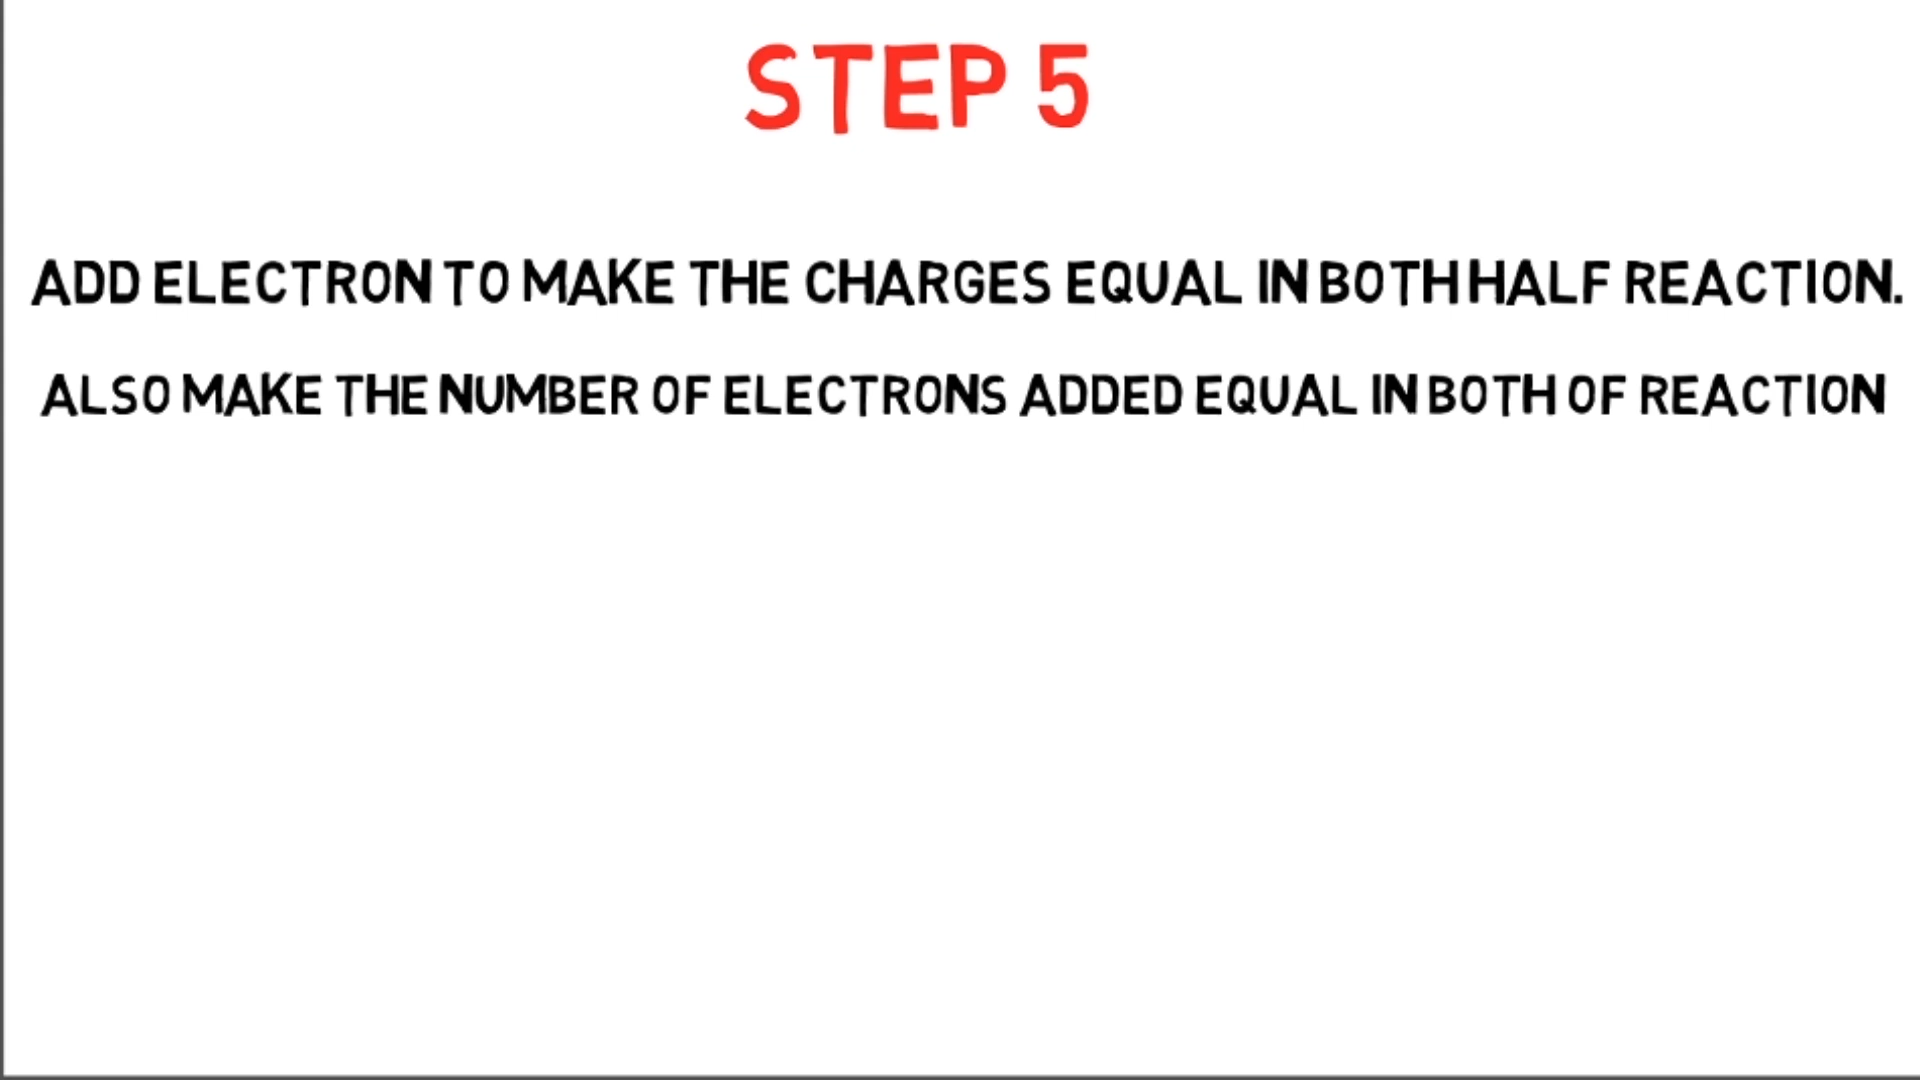 STEP 5
ADD ELECTRON TO MAKE THE CHARGES EQUAL IN BOTH HALF REACTION.
ALSO MAKE THE NUMBER OF ELECTRONS ADDED EQUAL IN BOTH OF REACTION